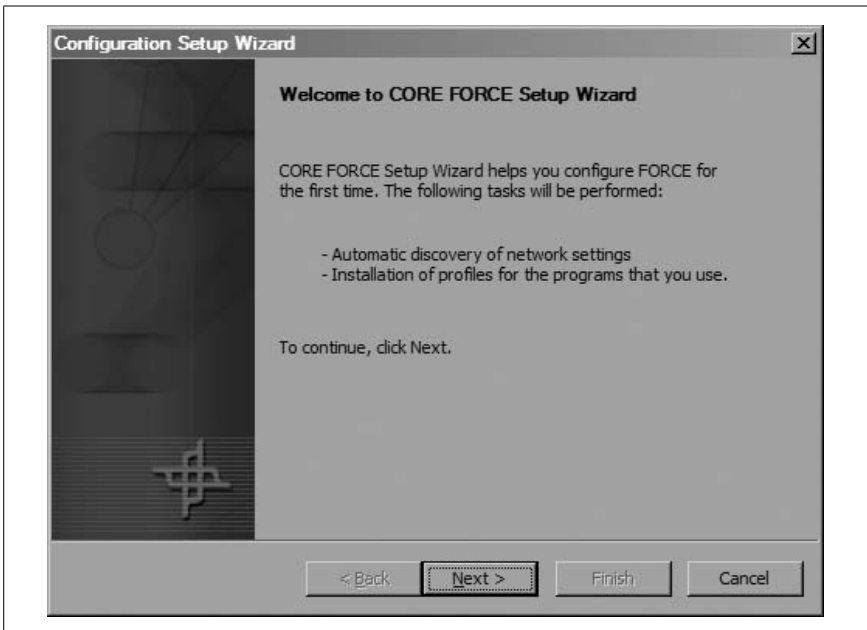 Configuration Setup Wizard
Welcome to CORE FORCE Setup Wizard
CORE FORCE Setup Wizard helps you configure FORCE for
the first time. The following tasks will be performed:
- Automatic discovery of network settings
- Installation of profiles for the programs that you use.
To continue, click Next.
< Back
Next >
Finish
Cancel